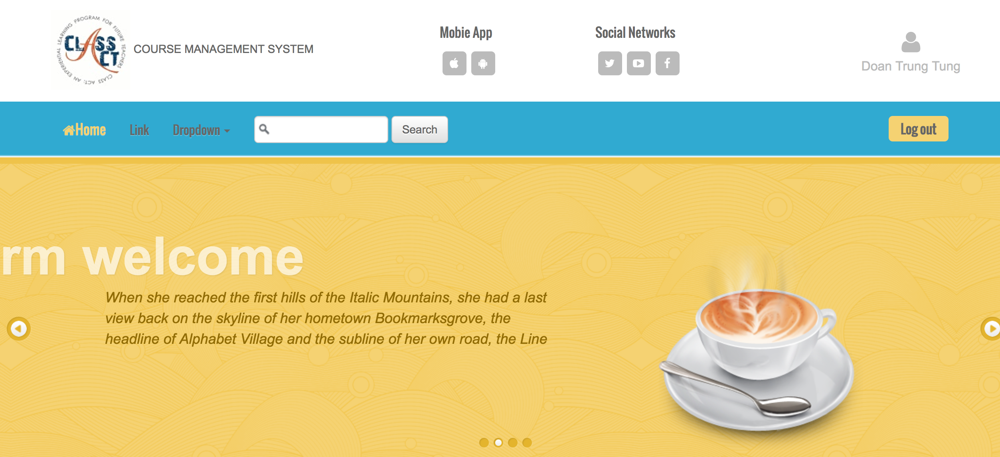 CLASS ACT: AN EXPERIENTIAL LEARNING PROGRAM FOR FUTURE TEACHERS
CLASS
ACT
COURSE MANAGEMENT SYSTEM
Mobie App
Social Networks
Doan Trung Tung
Home
Link
Dropdown
Search
Log out
rm welcome
When she reached the first hills of the Italic Mountains, she had a last
view back on the skyline of her hometown Bookmarksgrove, the
headline of Alphabet Village and the subline of her own road, the Line